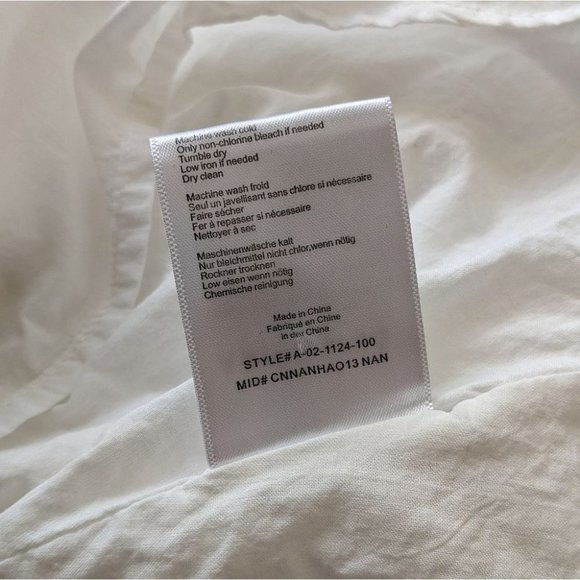 Machine wash cold
Only non-chlorine bleach if needed
Tumble dry
Low iron if needed
Dry clean
Machine wash froid
Seul un javellisant sans chlore si nécessaire
Faire sécher
Fer à repasser si nécessaire
Nettoyer à sec
Maschinenwäsche kalt
Nur bleichmittel nicht chlor,wenn nötig
Rockner trocknen
Low eisen wenn nötig
Chemische reinigung
Made in China
Fabriqué en Chine
in der China
STYLE# A-02-1124-100
MID# CNNANHAO13 NAN